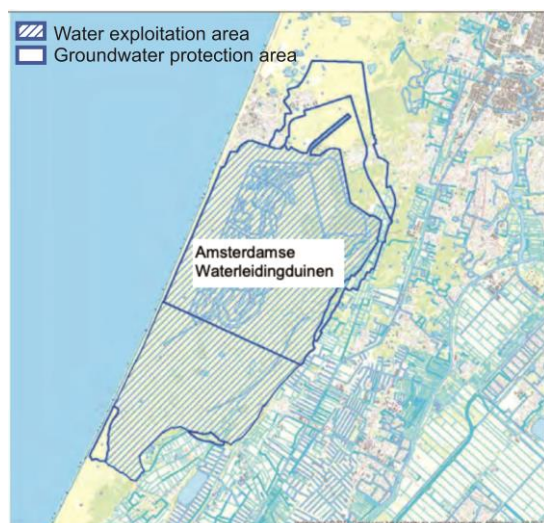 Water exploitation area
Groundwater protection area
Amsterdamse
Waterleidingduinen